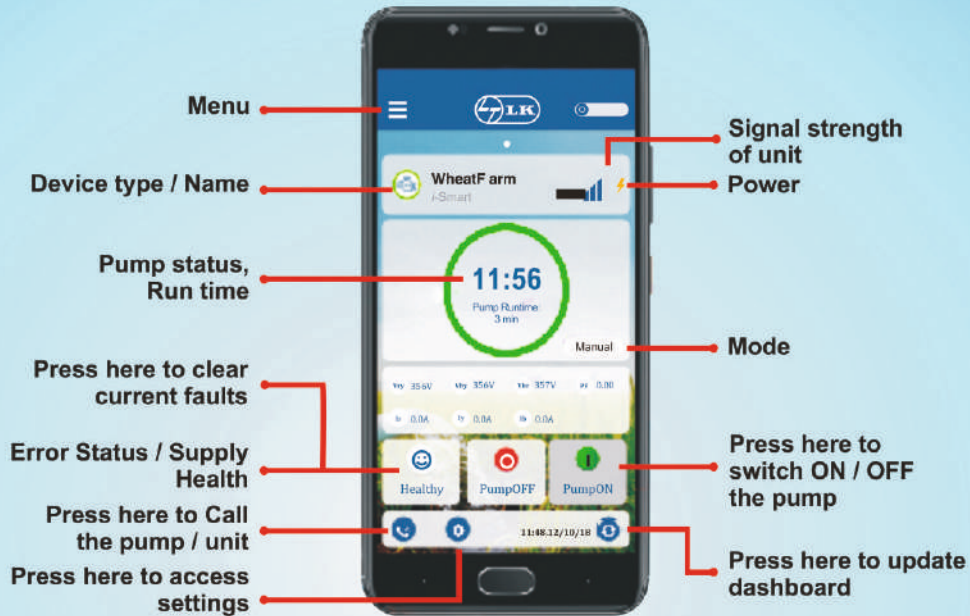 LK
Menu
Signal strength
of unit
Device type / Name
WheatF arm
i-Smart
Power
Pump status,
Run time
11:56
Pump Runtime:
3 min
Manual
Mode
Press here to clear
current faults
356V
356V
357V
0.00
0.0A
0.0A
0.0A
Error Status / Supply
Health
Healthy
PumpOFF
PumpON
Press here to
switch ON / OFF
the pump
Press here to Call
the pump / unit
11:48.12/10/18
Press here to access
settings
Press here to update
dashboard